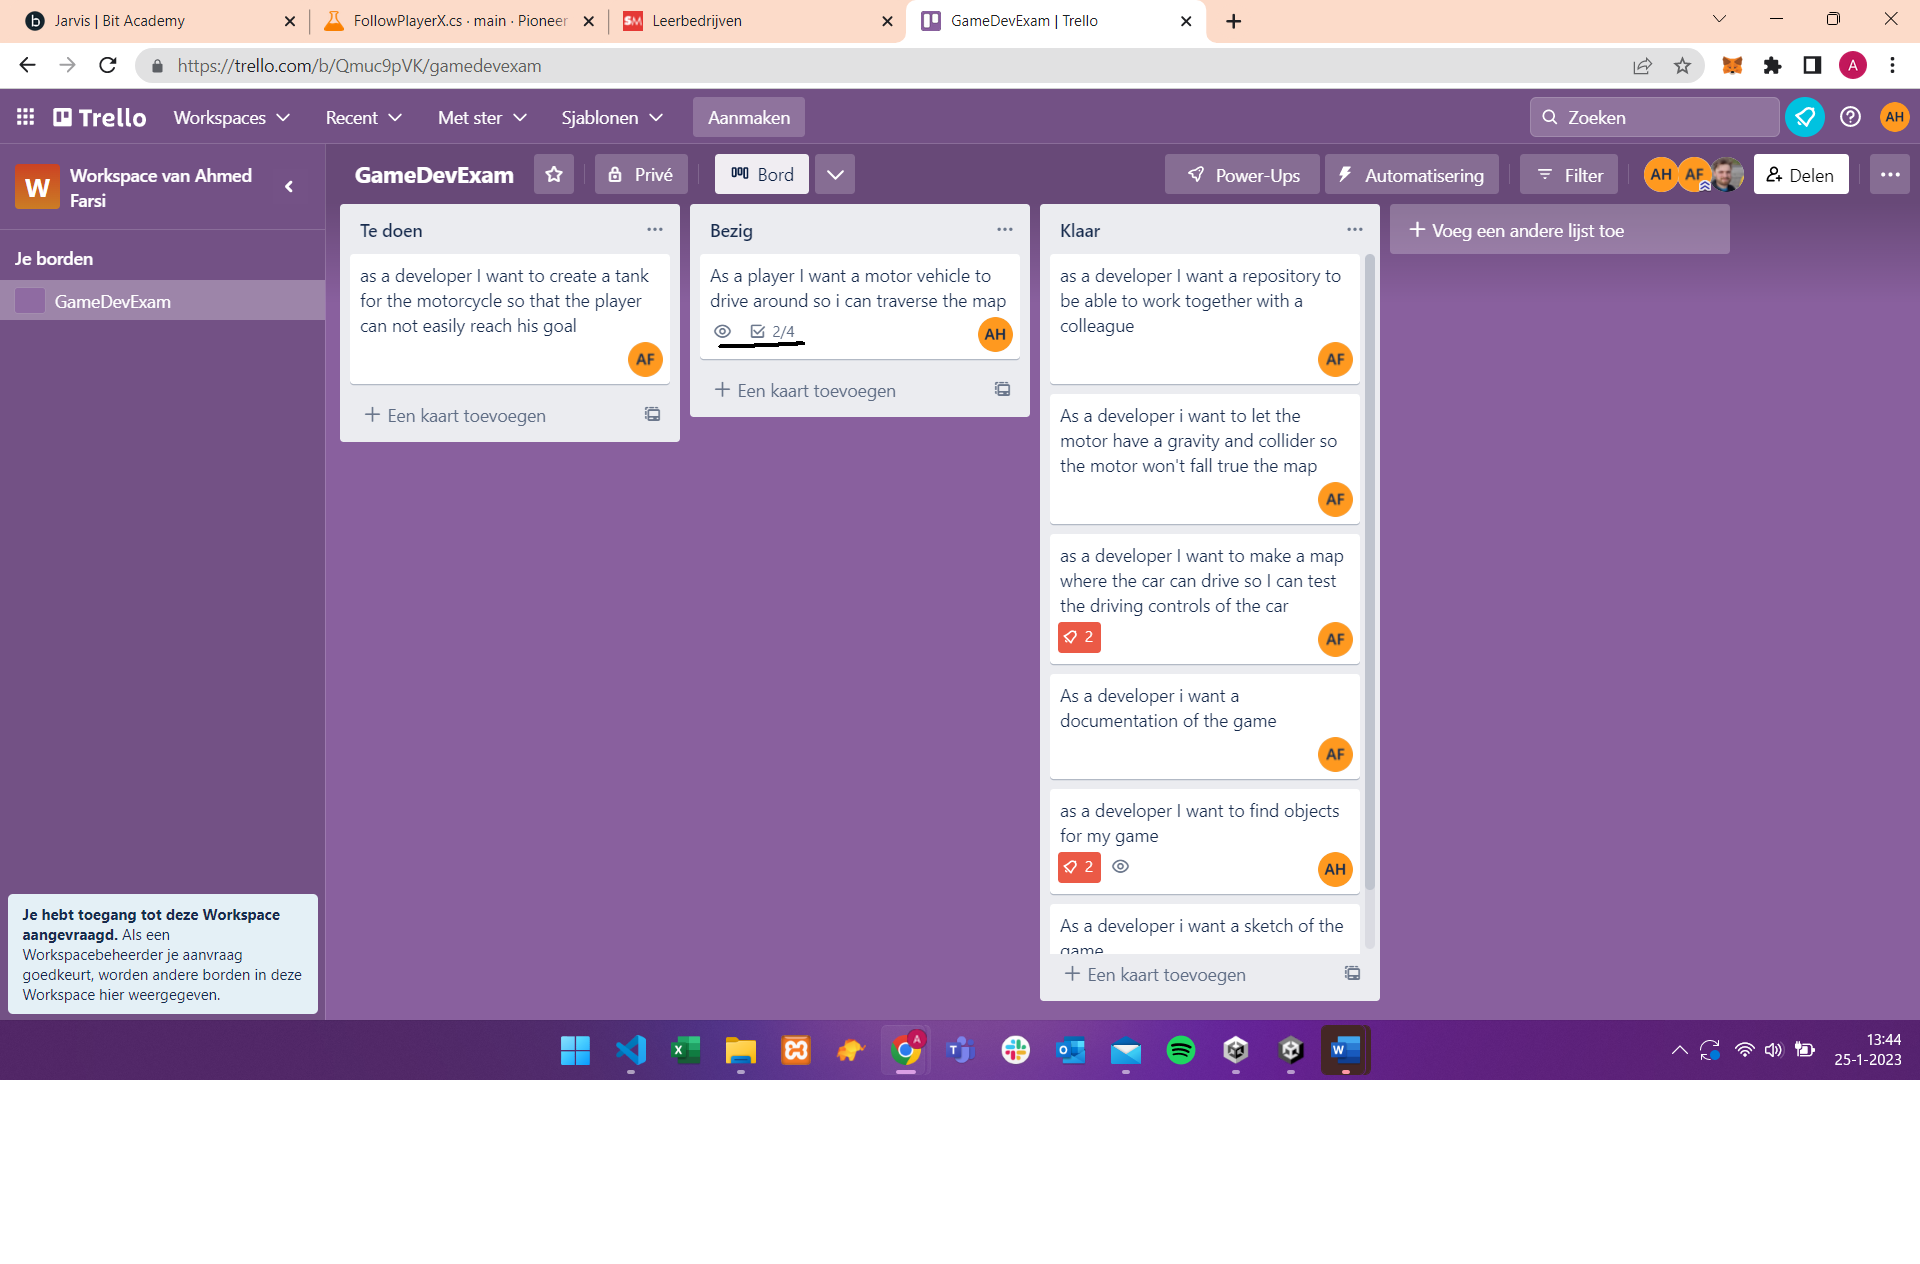 Jarvis | Bit Academy
FollowPlayerX.cs · main · Pioneer
SM Leerbedrijven
GameDevExam | Trello
https://trello.com/b/Qmuc9pVK/gamedevexam
A
Trello
Workspaces
Recent
Met ster
Sjablonen
Aanmaken
Zoeken
AH
W
Workspace van Ahmed
Farsi
GameDevExam
Privé
Bord
Power-Ups
Automatisering
Filter
AH
AF
Delen
Je borden
GameDevExam
Te doen
as a developer I want to create a tank
for the motorcycle so that the player
can not easily reach his goal
AF
+ Een kaart toevoegen
Bezig
As a player I want a motor vehicle to
drive around so i can traverse the map
2/4
AH
+ Een kaart toevoegen
Klaar
as a developer I want a repository to
be able to work together with a
colleague
AF
As a developer i want to let the
motor have a gravity and collider so
the motor won't fall true the map
AF
as a developer I want to make a map
where the car can drive so I can test
the driving controls of the car
2
AF
As a developer i want a
documentation of the game
AF
as a developer I want to find objects
for my game
2
AH
As a developer i want a sketch of the
game
+ Een kaart toevoegen
+ Voeg een andere lijst toe
Je hebt toegang tot deze Workspace
aangevraagd. Als een
Workspacebeheerder je aanvraag
goedkeurt, worden andere borden in deze
Workspace hier weergegeven.
13:44
25-1-2023